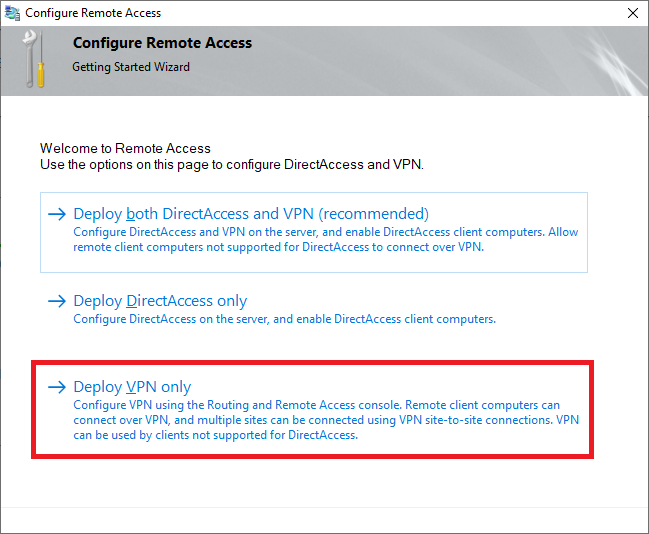 Configure Remote Access
Configure Remote Access
Getting Started Wizard
Welcome to Remote Access
Use the options on this page to configure DirectAccess and VPN.
Deploy both DirectAccess and VPN (recommended)
Configure DirectAccess and VPN on the server, and enable DirectAccess client computers. Allow
remote client computers not supported for DirectAccess to connect over VPN.
Deploy DirectAccess only
Configure DirectAccess on the server, and enable DirectAccess client computers.
Deploy VPN only
Configure VPN using the Routing and Remote Access console. Remote client computers can
connect over VPN, and multiple sites can be connected using VPN site-to-site connections. VPN
can be used by clients not supported for DirectAccess.